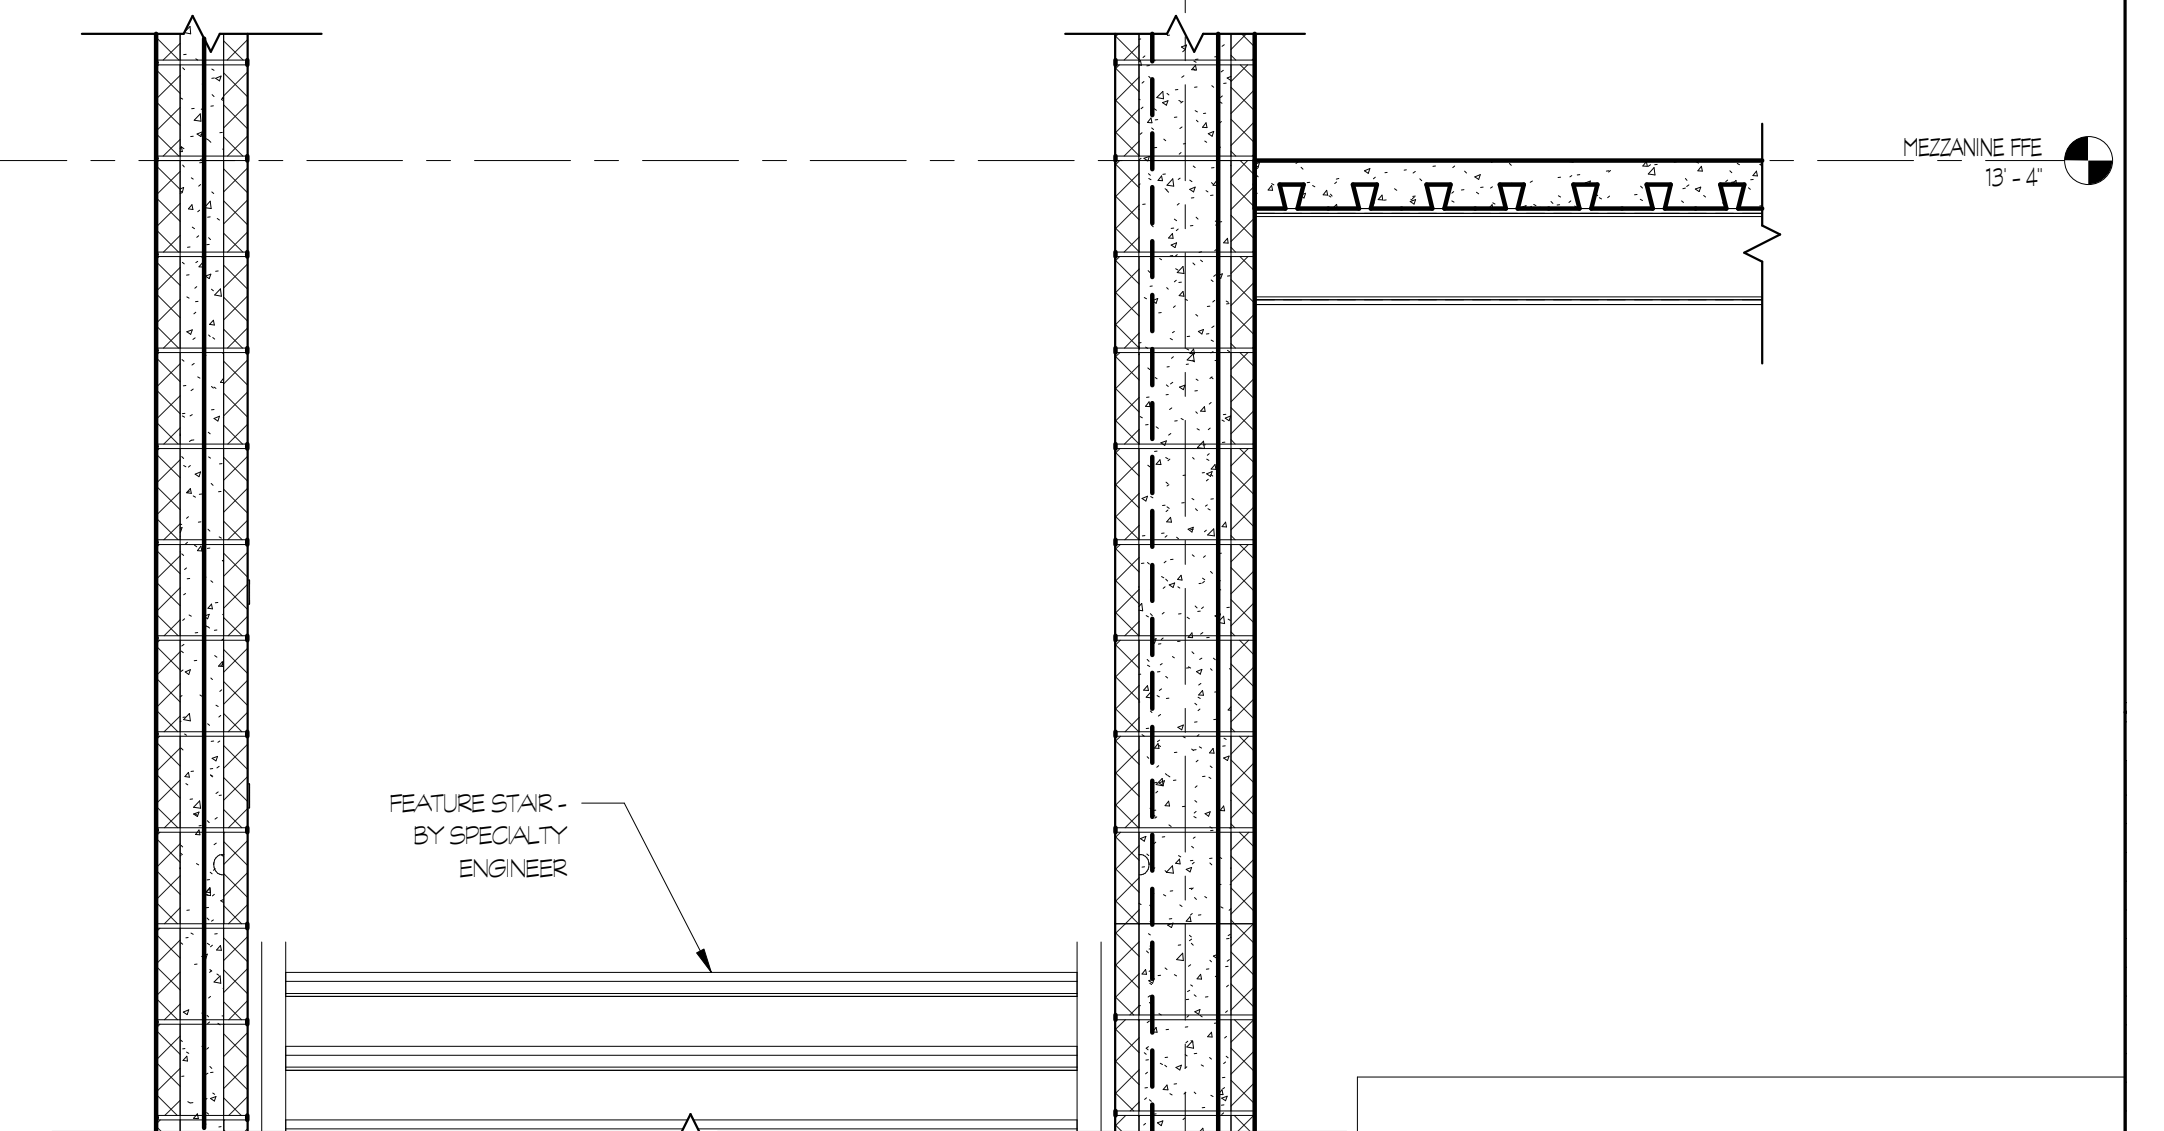 MEZZANINE FFE
13' - 4"
FEATURE STAIR -
BY SPECIALTY
ENGINEER